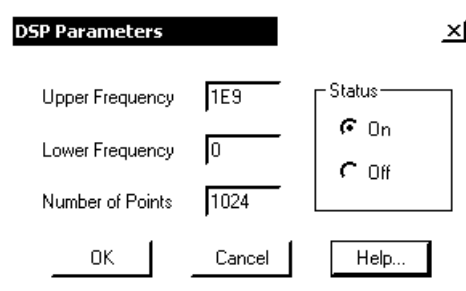 DSP Parameters
Upper Frequency 1E9
Lower Frequency 0
Number of Points 1024
Status
On
Off
OK Cancel Help...